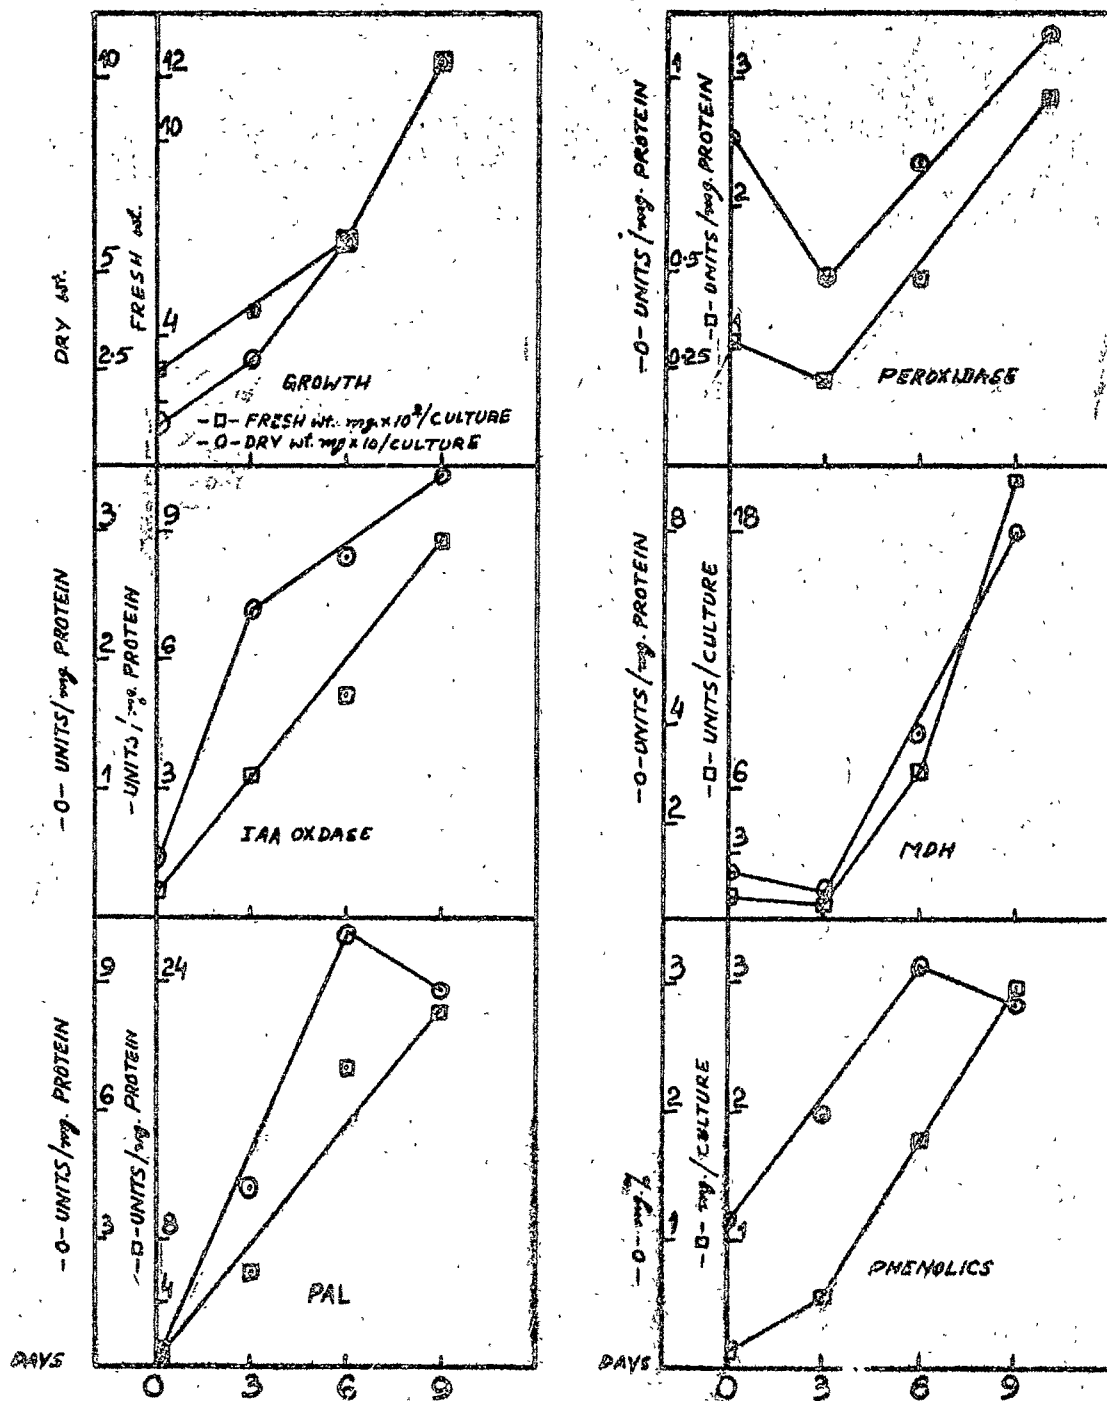 10 12
10
5
4
2.5
DRY wt.
FRESH wt.
GROWTH
-□- FRESH wt. mg.×10²/CULTURE
-O- DRY wt. mg×10/CULTURE
1 3
2
0.5
0.25
-O- UNITS/mg. PROTEIN
-□- UNITS/mg. PROTEIN
PEROXIDASE
3 9
2 6
1 3
-O- UNITS/mg. PROTEIN
-UNITS/mg. PROTEIN
IAA OXDASE
8 18
4
6
2
3
-O-UNITS/mg. PROTEIN
-□- UNITS/CULTURE
MDH
9 24
6
3 8
4
-O- UNITS/mg. PROTEIN
-□-UNITS/mg. PROTEIN
PAL
3 3
2 2
1 1
-□- mg./CULTURE
PHENOLICS
DAYS
0 3 6 9
DAYS
0 3 6 9